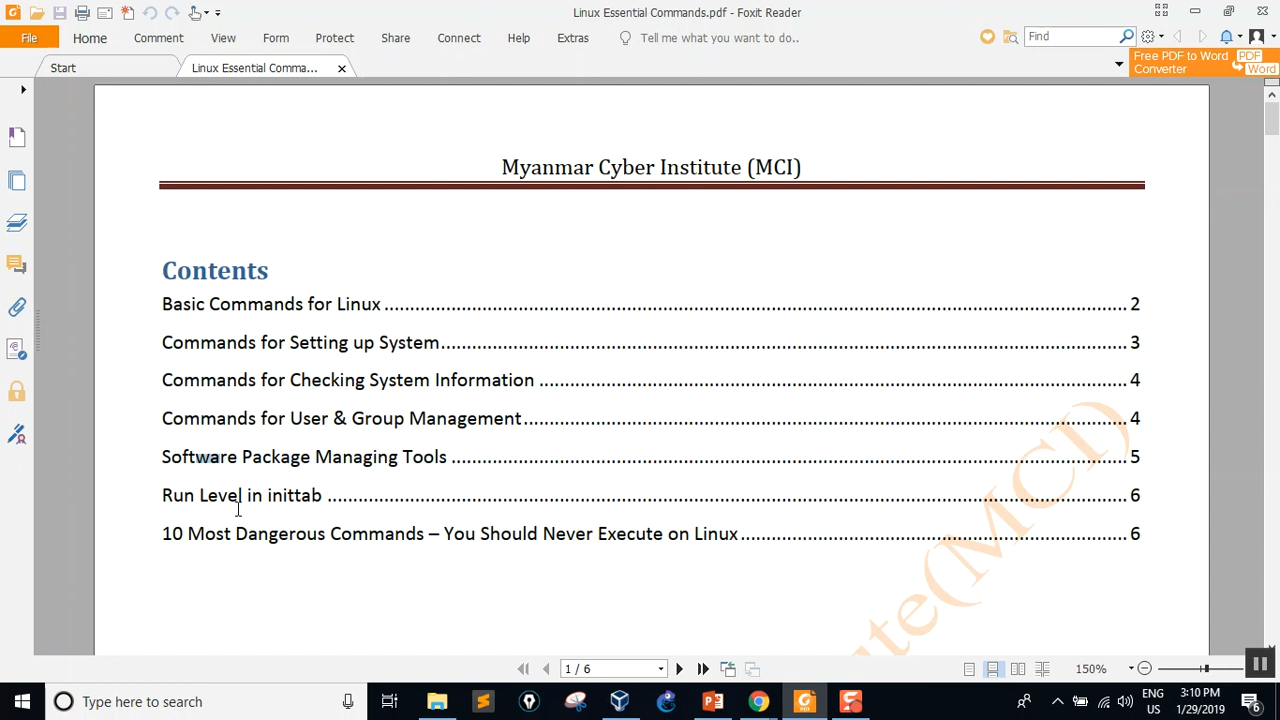 Linux Essential Commands.pdf - Foxit Reader
File Home Comment View Form Protect Share Connect Help Extras Tell me what you want to do.. Find
Start Linux Essential Comma... Free PDF to Word Converter PDF Word
Myanmar Cyber Institute (MCI)
Contents
Basic Commands for Linux 2
Commands for Setting up System 3
Commands for Checking System Information 4
Commands for User & Group Management 4
Software Package Managing Tools 5
Run Level in inittab 6
10 Most Dangerous Commands – You Should Never Execute on Linux 6
ute(MCI)
1 / 6 150%
Type here to search ENG US 3:10 PM 1/29/2019 6